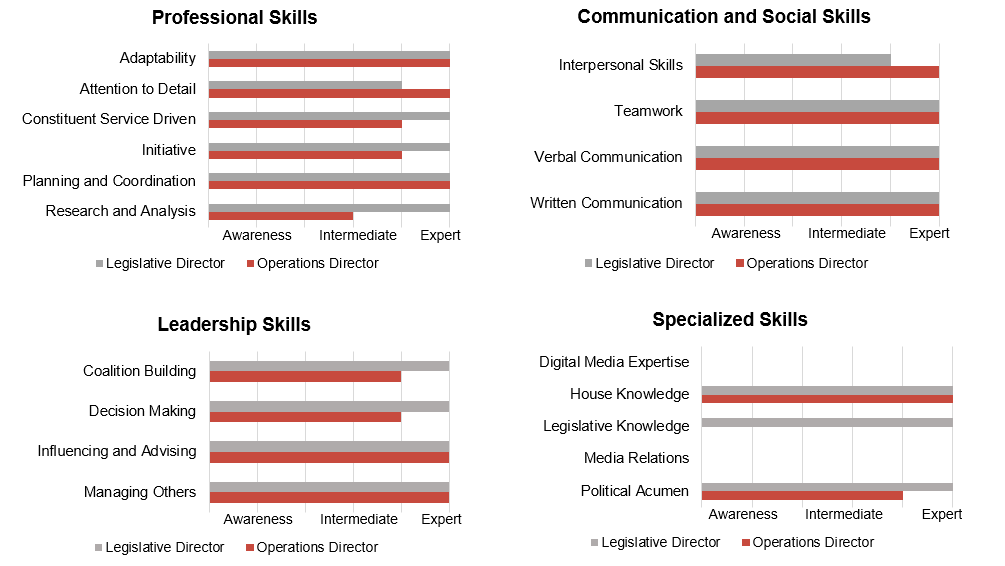 Professional Skills
Adaptability
Attention to Detail
Constituent Service Driven
Initiative
Planning and Coordination
Research and Analysis
Awareness Intermediate Expert
Legislative Director Operations Director
Communication and Social Skills
Interpersonal Skills
Teamwork
Verbal Communication
Written Communication
Awareness Intermediate Expert
Legislative Director Operations Director
Leadership Skills
Coalition Building
Decision Making
Influencing and Advising
Managing Others
Awareness Intermediate Expert
Legislative Director Operations Director
Specialized Skills
Digital Media Expertise
House Knowledge
Legislative Knowledge
Media Relations
Political Acumen
Awareness Intermediate Expert
Legislative Director Operations Director